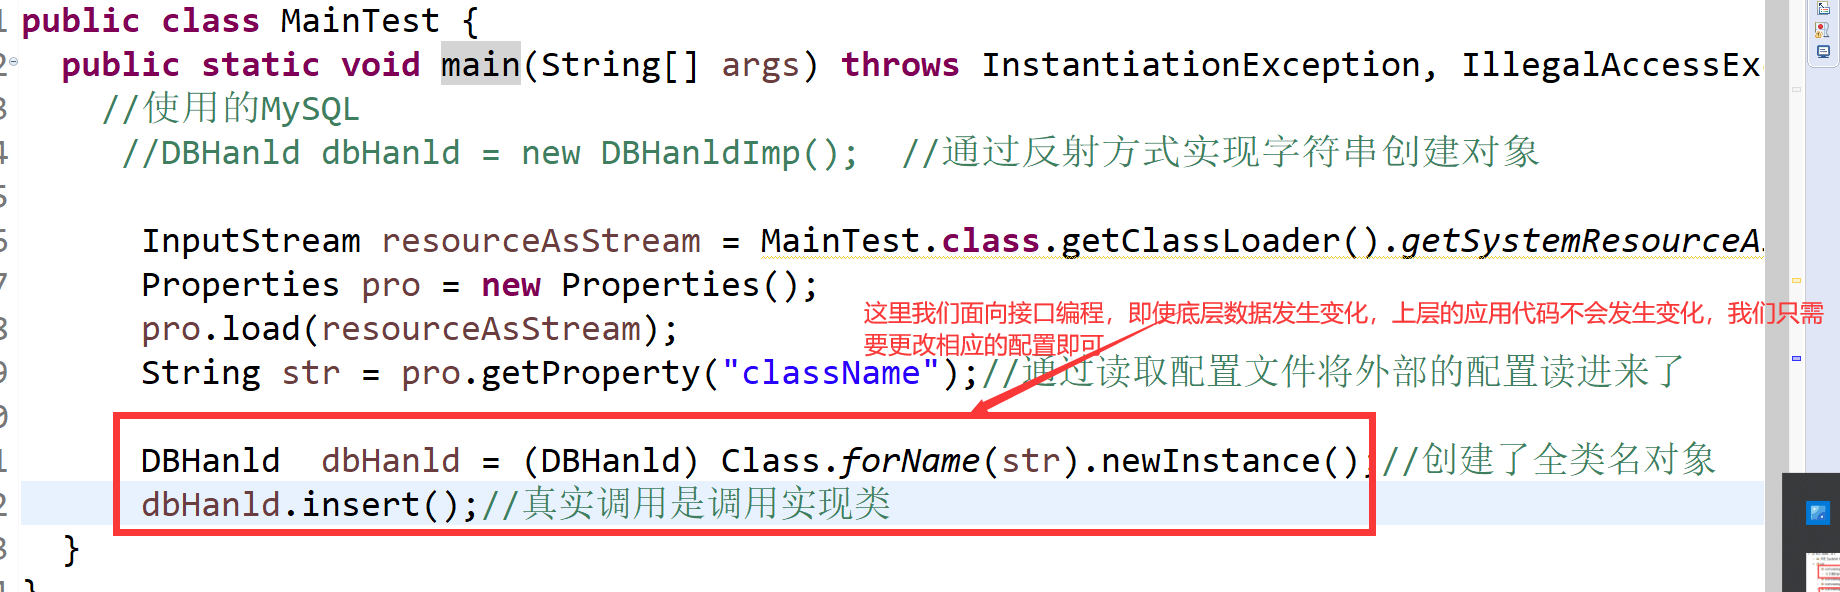 public class MainTest {
public static void main(String[] args) throws InstantiationException, IllegalAccessEx
//使用的MySQL
//DBHanld dbHanld = new DBHanldImp(); //通过反射方式实现字符串创建对象
InputStream resourceAsStream = MainTest.class.getClassLoader().getSystemResourceAs
Properties pro = new Properties();
这里我们面向接口编程，即使底层数据发生变化，上层的应用代码不会发生变化，我们只需
pro.load(resourceAsStream);
要更改相应的配置即可
String str = pro.getProperty("className");//通过读取配置文件将外部的配置读进来了
DBHanld dbHanld = (DBHanld) Class.forName(str).newInstance();//创建了全类名对象
dbHanld.insert();//真实调用是调用实现类
}
}